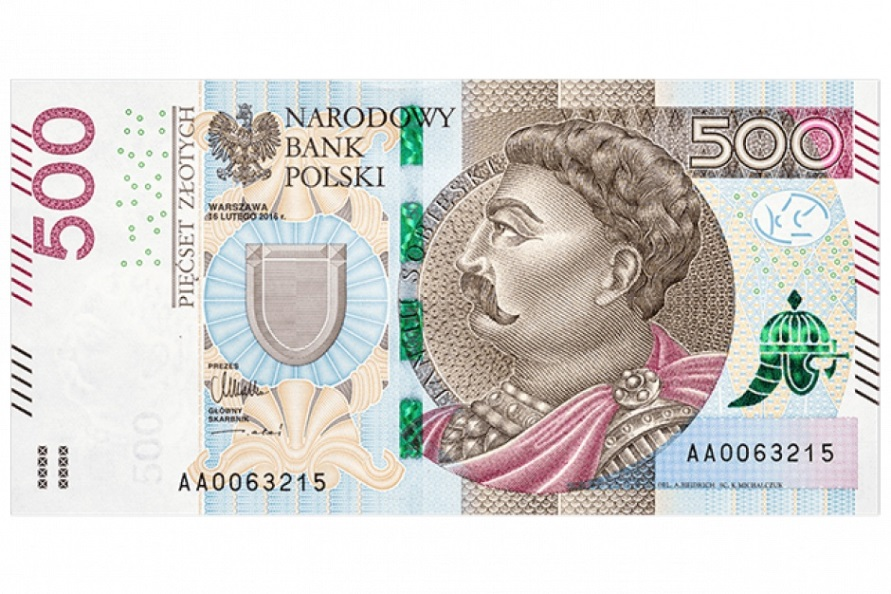 500
PIĘĆSET ZŁOTYCH
NARODOWY
BANK
POLSKI
WARSZAWA
16 LUTEGO 2016 r.
PREZES
GŁÓWNY
SKARBNIK
AA0063215
JAN III SOBIESKI
500
AA0063215
500